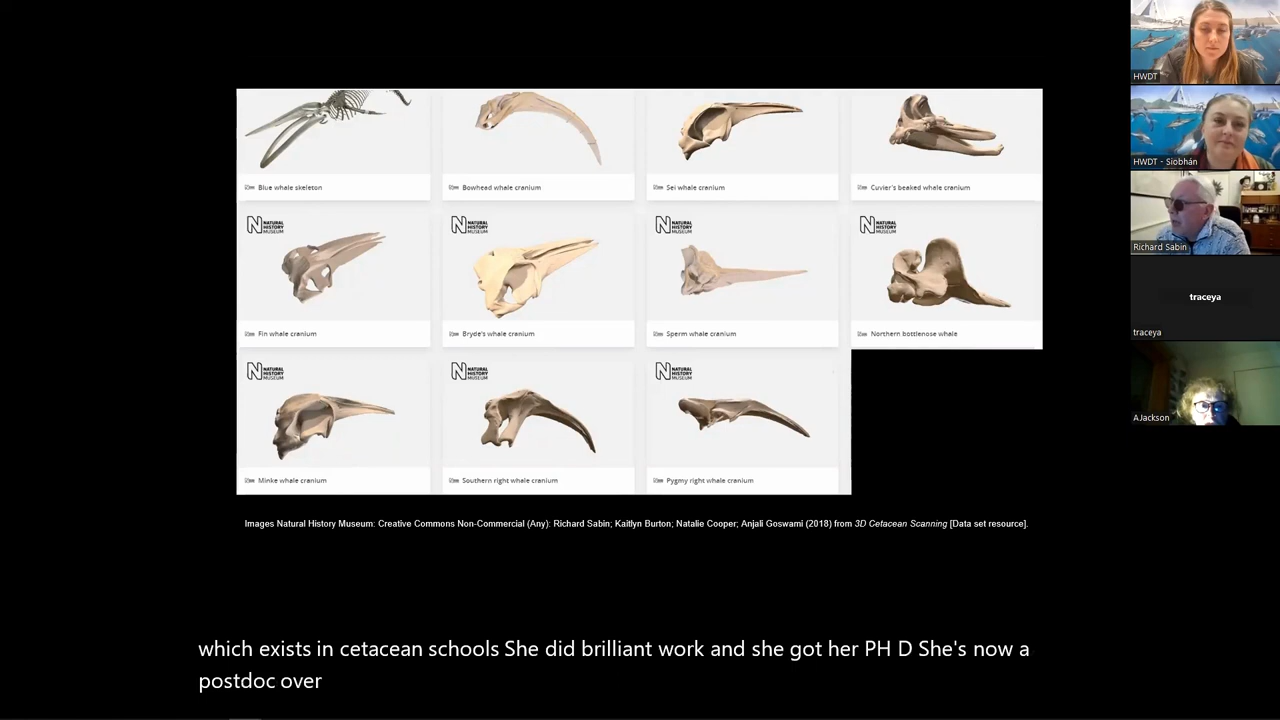 Blue whale skeleton
Bowhead whale cranium
Sei whale cranium
Cuvier's beaked whale cranium
NATURAL
HISTORY
MUSEUM
NATURAL
HISTORY
MUSEUM
NATURAL
HISTORY
MUSEUM
NATURAL
HISTORY
MUSEUM
Fin whale cranium
Bryde's whale cranium
Sperm whale cranium
Northern bottlenose whale
NATURAL
HISTORY
MUSEUM
NATURAL
HISTORY
MUSEUM
NATURAL
HISTORY
MUSEUM
Minke whale cranium
Southern right whale cranium
Pygmy right whale cranium
Images Natural History Museum: Creative Commons Non-Commercial (Any): Richard Sabin; Kaitlyn Burton; Natalie Cooper; Anjali Goswami (2018) from 3D Cetacean Scanning [Data set resource].
which exists in cetacean schools She did brilliant work and she got her PH D She's now a
postdoc over
HWDT
HWDT - Siobhán
Richard Sabin
traceya
traceya
AJackson